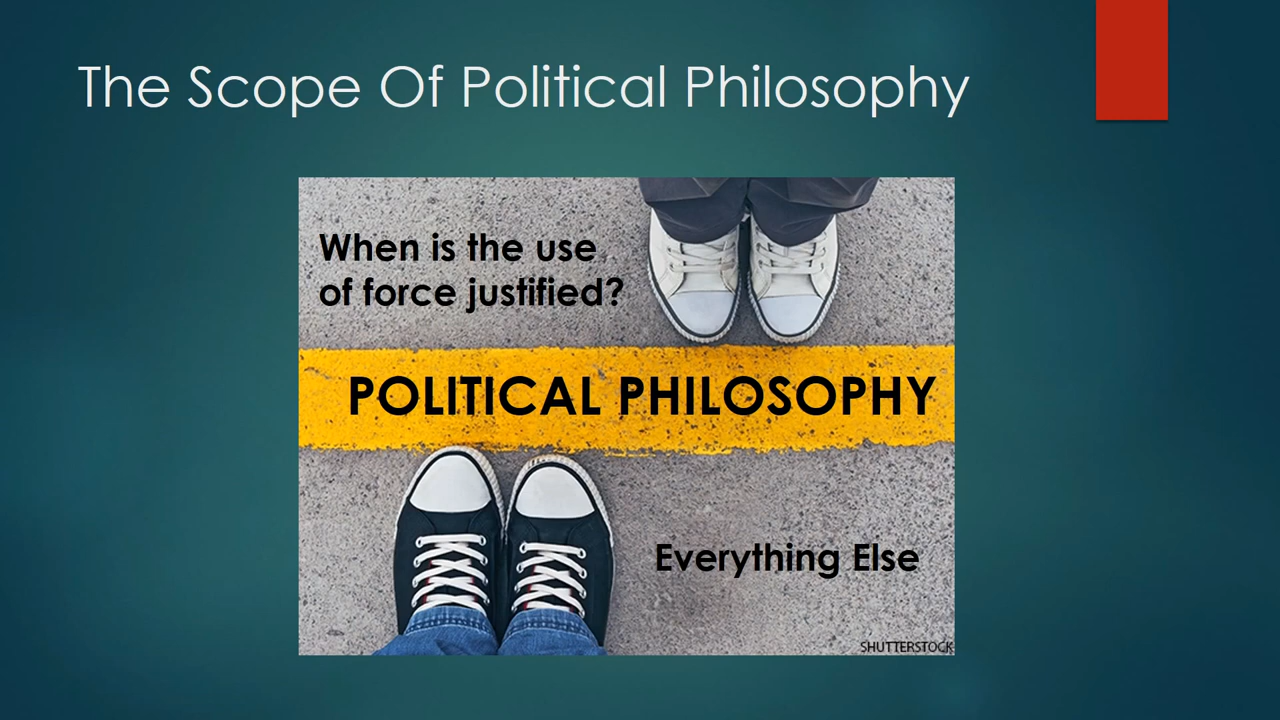 The Scope Of Political Philosophy
When is the use
of force justified?
POLITICAL PHILOSOPHY
Everything Else
SHUTTERSTOCK